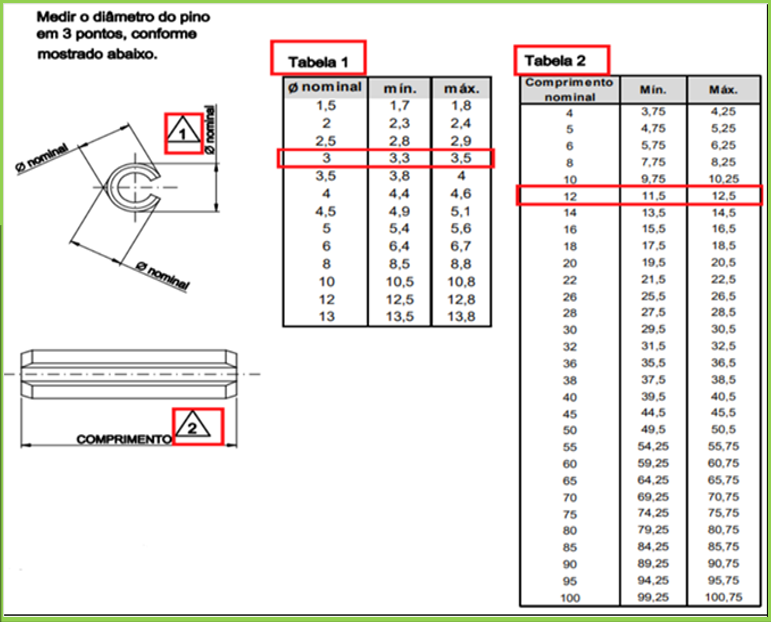 Medir o diâmetro do pino
em 3 pontos, conforme
mostrado abaixo.
Ø nominal
1
Ø nominal
Ø nominal
COMPRIMENTO
2
Tabela 1
Ø nominal mín. máx.
1,5 1,7 1,8
2 2,3 2,4
2,5 2,8 2,9
3 3,3 3,5
3,5 3,8 4
4 4,4 4,6
4,5 4,9 5,1
5 5,4 5,6
6 6,4 6,7
8 8,5 8,8
10 10,5 10,8
12 12,5 12,8
13 13,5 13,8
Tabela 2
Comprimento
nominal Mín. Máx.
4 3,75 4,25
5 4,75 5,25
6 5,75 6,25
8 7,75 8,25
10 9,75 10,25
12 11,5 12,5
14 13,5 14,5
16 15,5 16,5
18 17,5 18,5
20 19,5 20,5
22 21,5 22,5
26 25,5 26,5
28 27,5 28,5
30 29,5 30,5
32 31,5 32,5
36 35,5 36,5
38 37,5 38,5
40 39,5 40,5
45 44,5 45,5
50 49,5 50,5
55 54,25 55,75
60 59,25 60,75
65 64,25 65,75
70 69,25 70,75
75 74,25 75,75
80 79,25 80,75
85 84,25 85,75
90 89,25 90,75
95 94,25 95,75
100 99,25 100,75